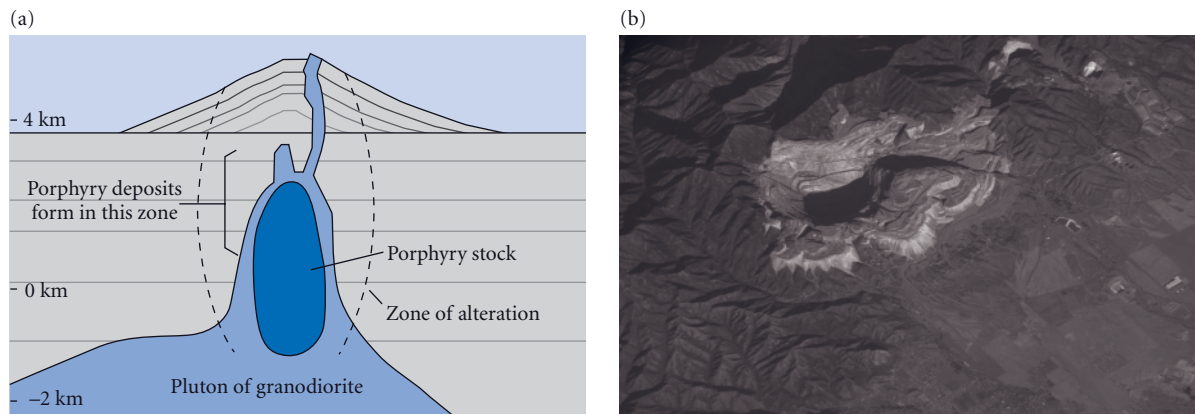 (a)
(b)
4 km
Porphyry deposits
form in this zone
Porphyry stock
0 km
Zone of alteration
Pluton of granodiorite
–2 km